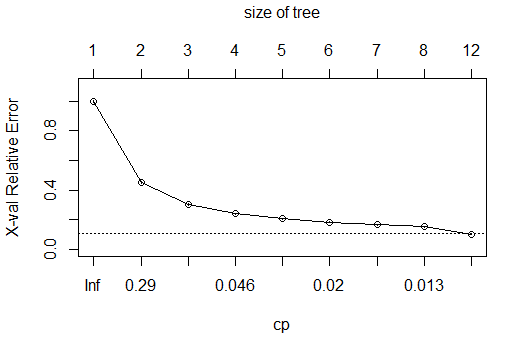 size of tree
1 2 3 4 5 6 7 8 12
X-val Relative Error
0.8
0.4
0.0
Inf 0.29 0.046 0.02 0.013
cp